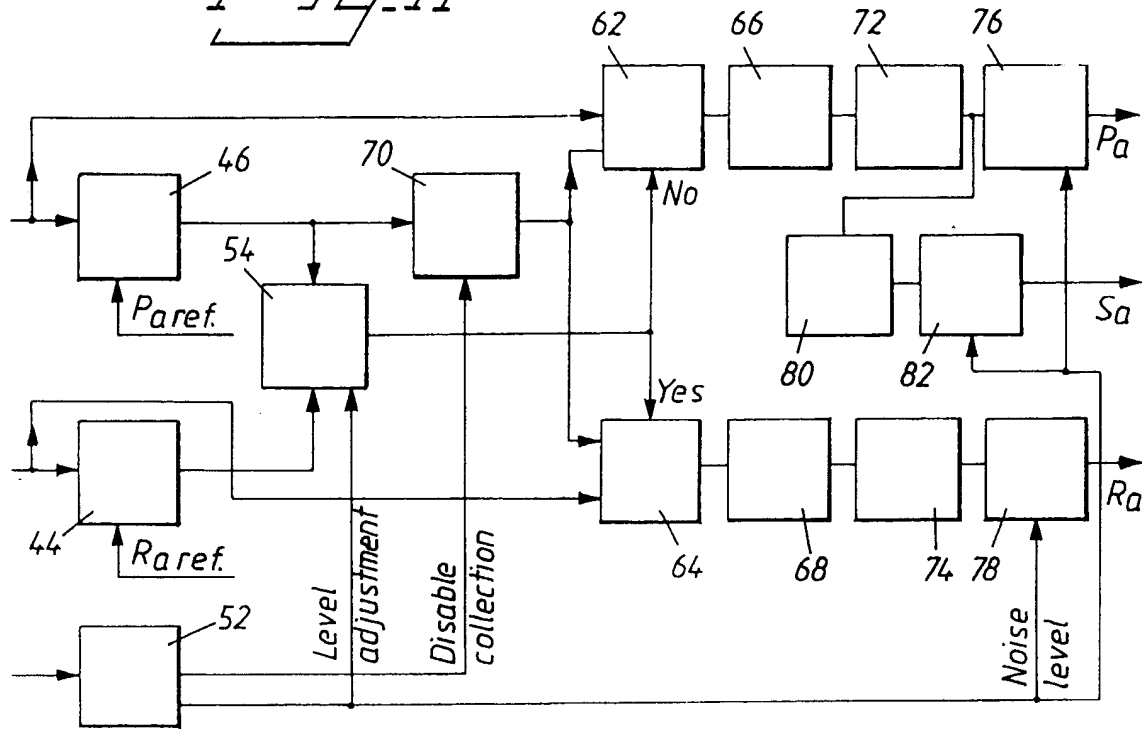 62
66
72
76
Pa
46
70
No
54
Pa ref.
Sa
80
82
Yes
Ra
44
Ra ref.
64
68
74
78
Level
adjustment
Disable
collection
Noise
level
52